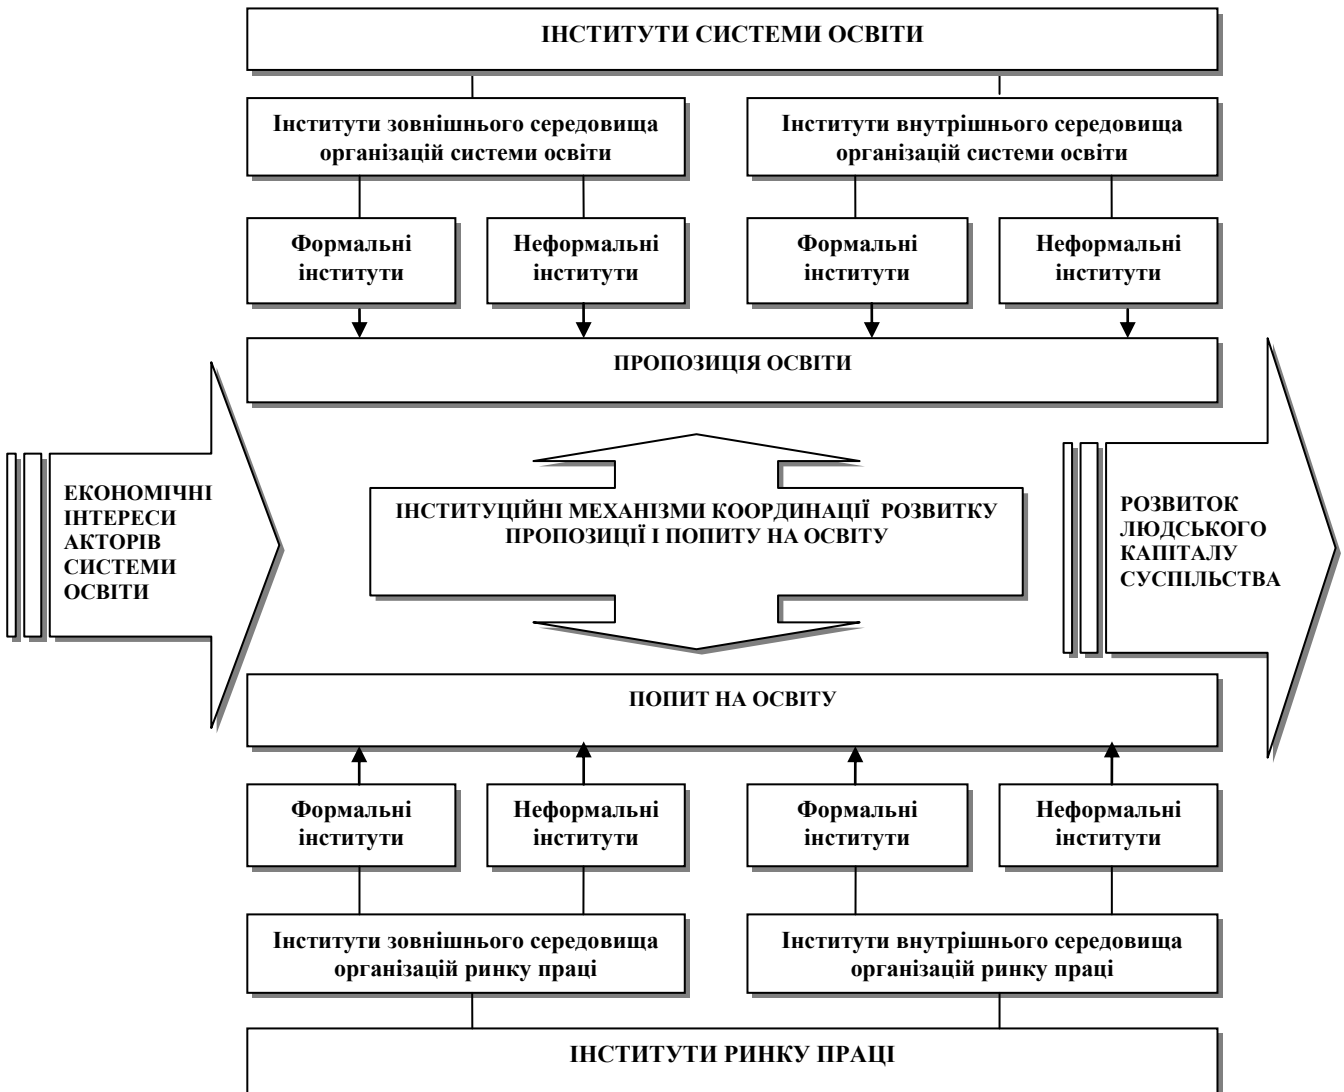 ІНСТИТУТИ СИСТЕМИ ОСВІТИ
Інститути зовнішнього середовища
організацій системи освіти
Інститути внутрішнього середовища
організацій системи освіти
Формальні
інститути
Неформальні
інститути
Формальні
інститути
Неформальні
інститути
ПРОПОЗИЦІЯ ОСВІТИ
ЕКОНОМІЧНІ
ІНТЕРЕСИ
АКТОРІВ
СИСТЕМИ
ОСВІТИ
ІНСТИТУЦІЙНІ МЕХАНІЗМИ КООРДИНАЦІЇ РОЗВИТКУ
ПРОПОЗИЦІЇ І ПОПИТУ НА ОСВІТУ
РОЗВИТОК
ЛЮДСЬКОГО
КАПІТАЛУ
СУСПІЛЬСТВА
ПОПИТ НА ОСВІТУ
Формальні
інститути
Неформальні
інститути
Формальні
інститути
Неформальні
інститути
Інститути зовнішнього середовища
організацій ринку праці
Інститути внутрішнього середовища
організацій ринку праці
ІНСТИТУТИ РИНКУ ПРАЦІ